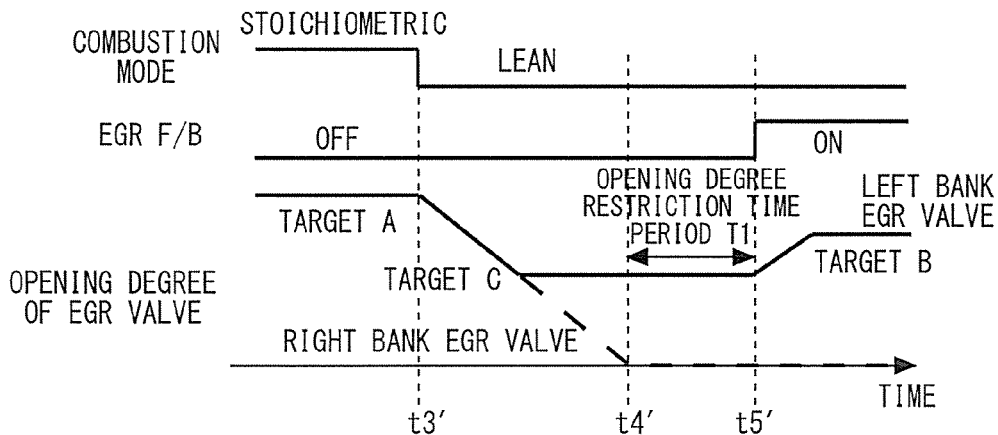 STOICHIOMETRIC
COMBUSTION
MODE
LEAN
EGR F/B
OFF
ON
OPENING DEGREE
RESTRICTION TIME
PERIOD T1
LEFT BANK
EGR VALVE
TARGET A
TARGET C
TARGET B
OPENING DEGREE
OF EGR VALVE
RIGHT BANK EGR VALVE
TIME
t3′
t4′
t5′